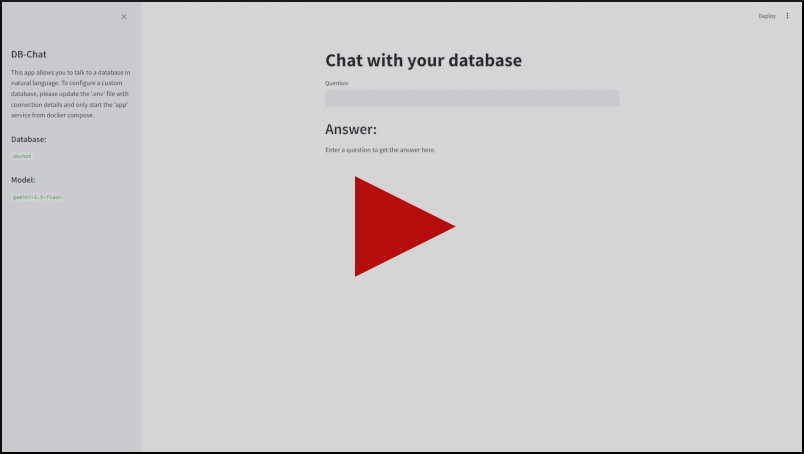 Deploy
DB-Chat
This app allows you to talk to a database in
natural language. To configure a custom
database, please update the '.env' file with
connection details and only start the 'app'
service from docker compose.
Database:
dbchat
Model:
gemini-1.5-flash
Chat with your database
Question:
Answer:
Enter a question to get the answer here.